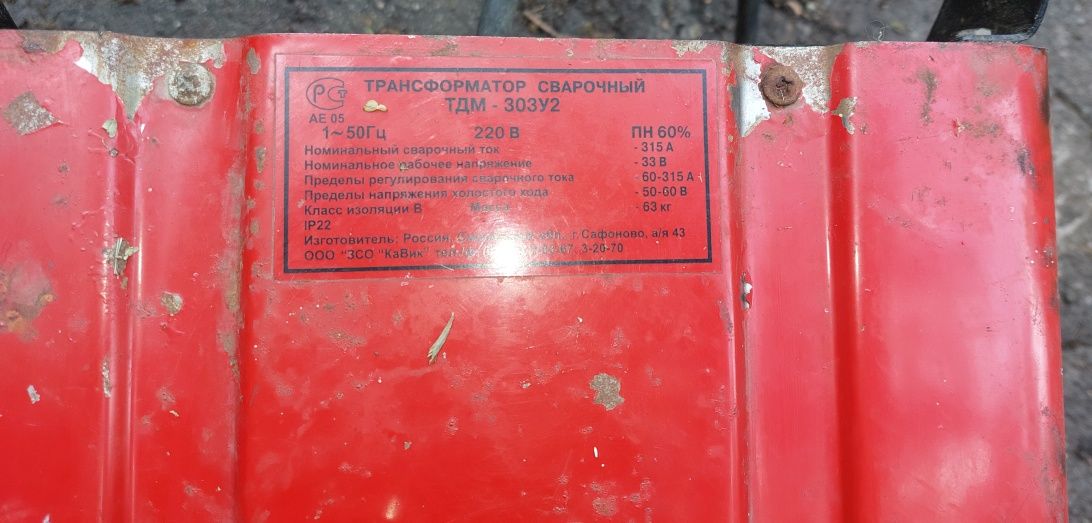 РСТ
АЕ 05
ТРАНСФОРМАТОР СВАРОЧНЫЙ
ТДМ - 303У2
1~50Гц 220 В ПН 60%
Номинальный сварочный ток - 315 А
Номинальное рабочее напряжение - 33 В
Пределы регулирования сварочного тока - 60-315 А
Пределы напряжения холостого хода - 50-60 В
Класс изоляции В Масса - 63 кг
IP22
Изготовитель: Россия, обл., г. Сафоново, а/я 43
ООО "ЗСО "КаВик" тел. 3-20-70